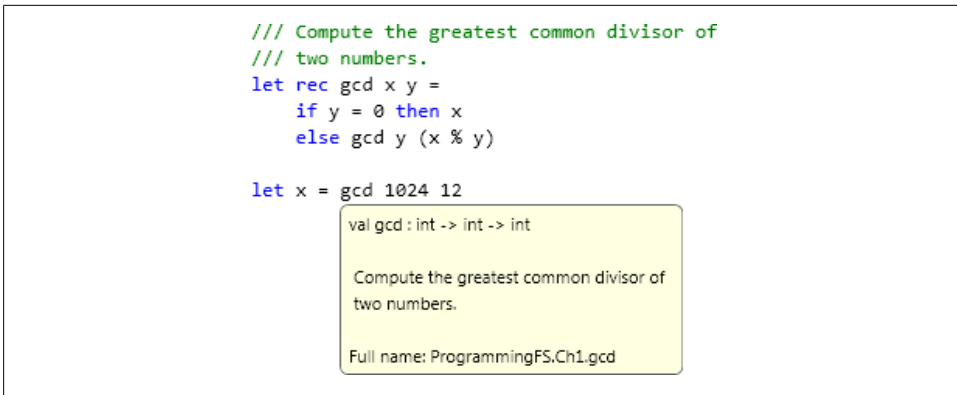 /// Compute the greatest common divisor of
/// two numbers.
let rec gcd x y =
    if y = 0 then x
    else gcd y (x % y)
let x = gcd 1024 12
val gcd : int -> int -> int
Compute the greatest common divisor of
two numbers.
Full name: ProgrammingFS.Ch1.gcd